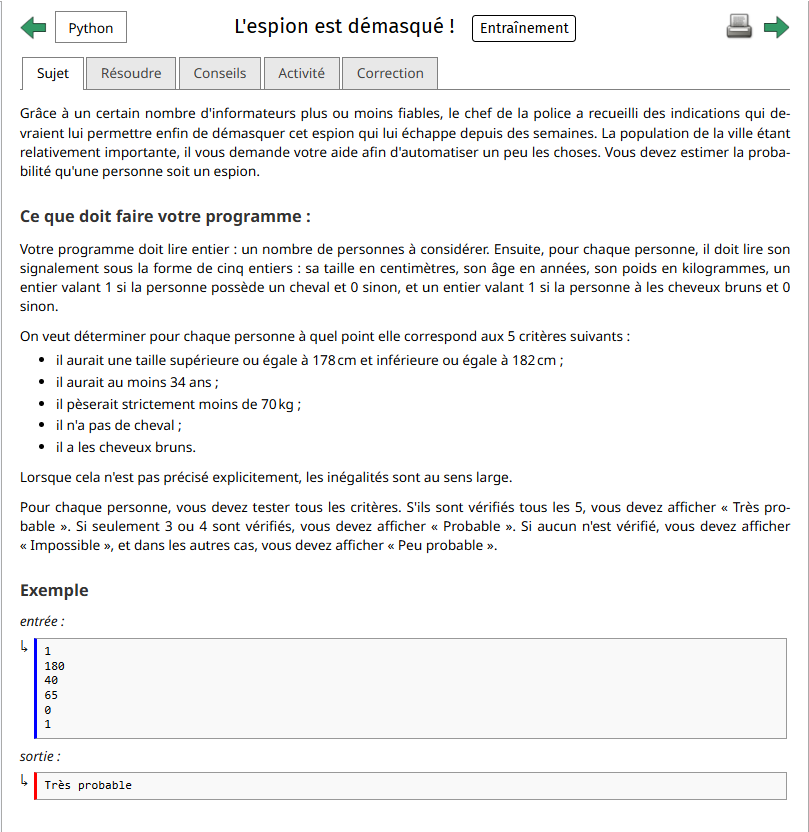 Python
L'espion est démasqué !
Entraînement
Sujet
Résoudre
Conseils
Activité
Correction
Grâce à un certain nombre d'informateurs plus ou moins fiables, le chef de la police a recueilli des indications qui de-
vraient lui permettre enfin de démasquer cet espion qui lui échappe depuis des semaines. La population de la ville étant
relativement importante, il vous demande votre aide afin d'automatiser un peu les choses. Vous devez estimer la proba-
bilité qu'une personne soit un espion.
Ce que doit faire votre programme :
Votre programme doit lire entier : un nombre de personnes à considérer. Ensuite, pour chaque personne, il doit lire son
signalement sous la forme de cinq entiers : sa taille en centimètres, son âge en années, son poids en kilogrammes, un
entier valant 1 si la personne possède un cheval et 0 sinon, et un entier valant 1 si la personne à les cheveux bruns et 0
sinon.
On veut déterminer pour chaque personne à quel point elle correspond aux 5 critères suivants :
• il aurait une taille supérieure ou égale à 178 cm et inférieure ou égale à 182 cm ;
• il aurait au moins 34 ans ;
• il pèserait strictement moins de 70 kg ;
• il n'a pas de cheval ;
• il a les cheveux bruns.
Lorsque cela n'est pas précisé explicitement, les inégalités sont au sens large.
Pour chaque personne, vous devez tester tous les critères. S'ils sont vérifiés tous les 5, vous devez afficher « Très pro-
bable ». Si seulement 3 ou 4 sont vérifiés, vous devez afficher « Probable ». Si aucun n'est vérifié, vous devez afficher
« Impossible », et dans les autres cas, vous devez afficher « Peu probable ».
Exemple
entrée :
1
180
40
65
0
1
sortie :
Très probable